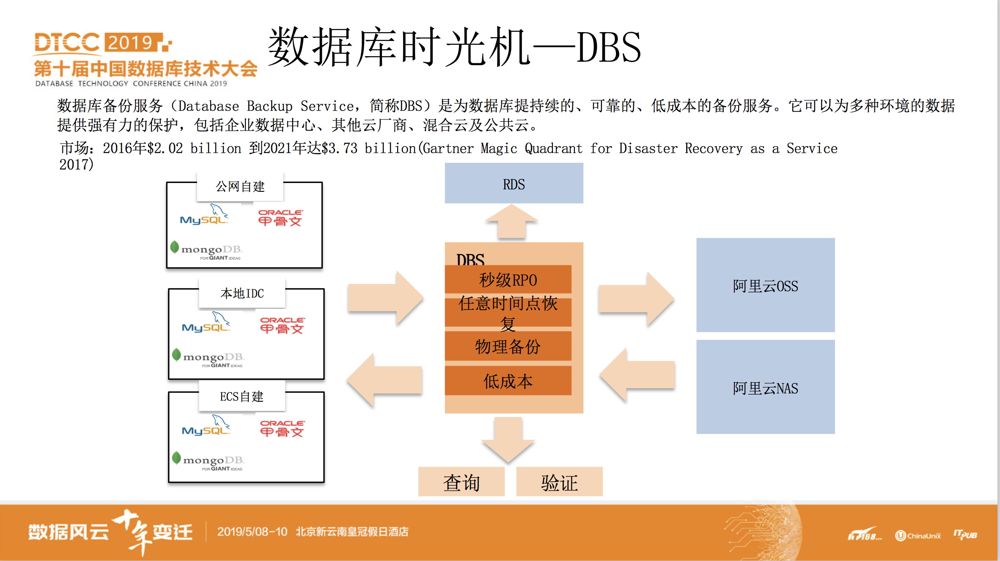 DTCC 2019
第十届中国数据库技术大会
DATABASE TECHNOLOGY CONFERENCE CHINA 2019
数据库时光机—DBS
数据库备份服务（Database Backup Service，简称DBS）是为数据库提持续的、可靠的、低成本的备份服务。它可以为多种环境的数据
提供强有力的保护，包括企业数据中心、其他云厂商、混合云及公共云。
市场：2016年$2.02 billion 到2021年达$3.73 billion(Gartner Magic Quadrant for Disaster Recovery as a Service
2017)
公网自建
MySQL
ORACLE
甲骨文
mongoDB
FOR GIANT IDEAS
本地IDC
MySQL
ORACLE
甲骨文
mongoDB
FOR GIANT IDEAS
ECS自建
MySQL
ORACLE
甲骨文
mongoDB
FOR GIANT IDEAS
RDS
DBS
秒级RPO
任意时间点恢
复
物理备份
低成本
查询
验证
阿里云OSS
阿里云NAS
数据风云 十年 变迁
2019/5/08-10 北京新云南皇冠假日酒店
IT168.com
ChinaUnix
ITPUB